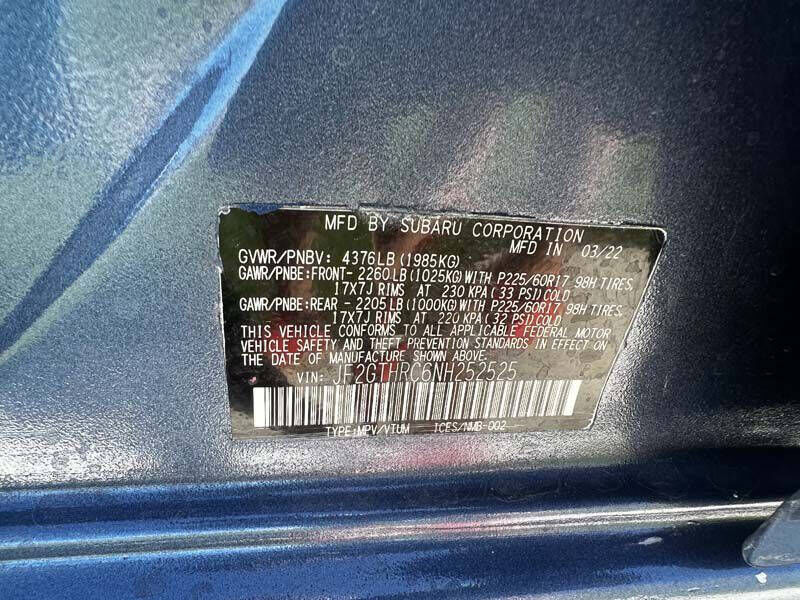 MFD BY SUBARU CORPORATION
MFD IN 03/22
GVWR/PNBV: 4376LB (1985KG)
GAWR/PNBE: FRONT- 2260LB (1025KG) WITH P225/60R17 98H TIRES,
17X7J RIMS AT 230 KPA (33 PSI) COLD
GAWR/PNBE: REAR - 2205LB (1000KG) WITH P225/60R17 98H TIRES,
17X7J RIMS AT 220 KPA (32 PSI) COLD
THIS VEHICLE CONFORMS TO ALL APPLICABLE FEDERAL MOTOR
VEHICLE SAFETY AND THEFT PREVENTION STANDARDS IN EFFECT ON
THE DATE OF MANUFACTURE SHOWN ABOVE.
VIN: JF2GTHRC6NH252525
TYPE:MPV/VTUM ICES/NMB-002